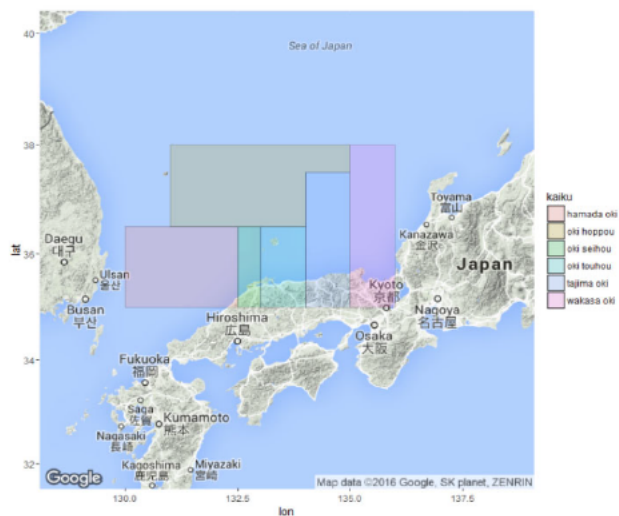 40
38
36
34
32
lat
Sea of Japan
Toyama
富山
Kanazawa
金沢
Daegu
대구
Ulsan
울산
Busan
부산
Japan
Kyoto
京都
Nagoya
名古屋
Hiroshima
広島
Osaka
大阪
Fukuoka
福岡
Saga
佐賀
Kumamoto
熊本
Nagasaki
長崎
Kagoshima
鹿児島
Miyazaki
宮崎
Google
Map data ©2016 Google, SK planet, ZENRIN
130.0 132.5 135.0 137.5
lon
kaiku
hamada oki
oki hoppou
oki seihou
oki touhou
tajima oki
wakasa oki